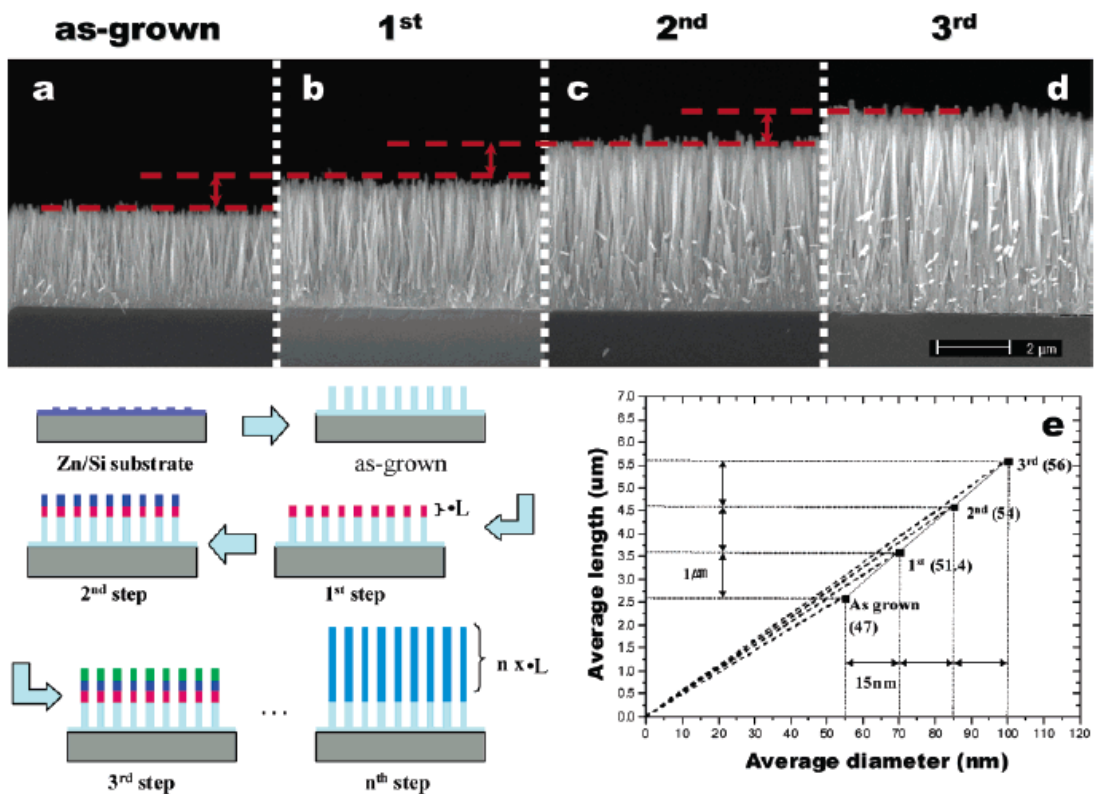 as-grown 1st 2nd 3rd
a b c d
2 µm
Zn/Si substrate
as-grown
}•L
2nd step
1st step
3rd step
...
n x•L
nth step
e
Average length (um)
7.0
6.5
6.0
5.5
5.0
4.5
4.0
3.5
3.0
2.5
2.0
1.5
1.0
0.5
0.0
3rd (56)
2nd (54)
1st (51,4)
As grown
(47)
1㎛
15nm
0 10 20 30 40 50 60 70 80 90 100 110 120
Average diameter (nm)